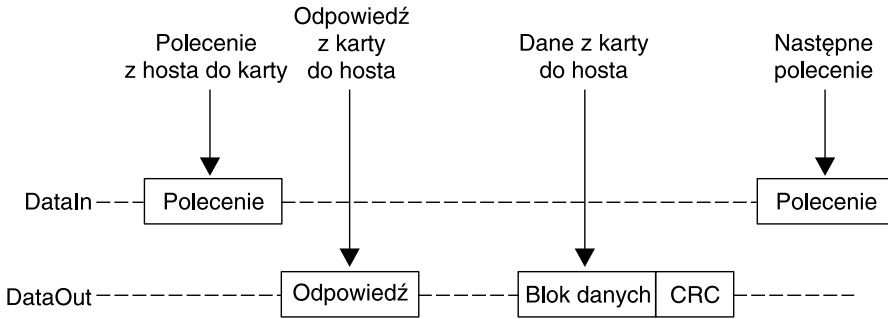 Polecenie
z hosta do karty
Odpowiedź
z karty
do hosta
Dane z karty
do hosta
Następne
polecenie
DataIn
Polecenie
Polecenie
DataOut
Odpowiedź
Blok danych
CRC